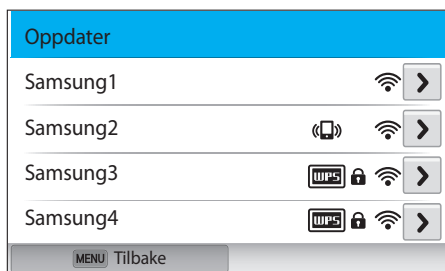 Oppdater
Samsung1
Samsung2
Samsung3 WPS
Samsung4 WPS
MENU Tilbake